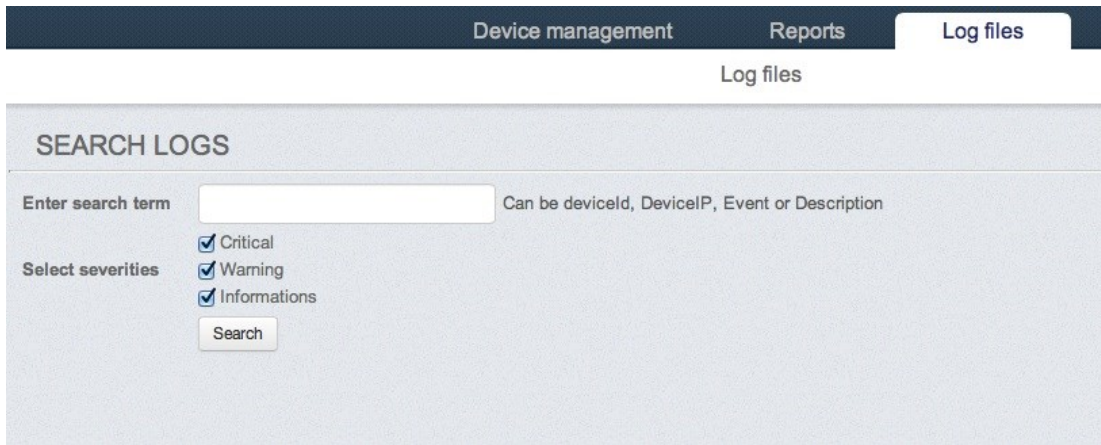 Device management Reports Log files
Log files
SEARCH LOGS
Enter search term Can be deviceId, DeviceIP, Event or Description
Critical
Select severities Warning
Informations
Search